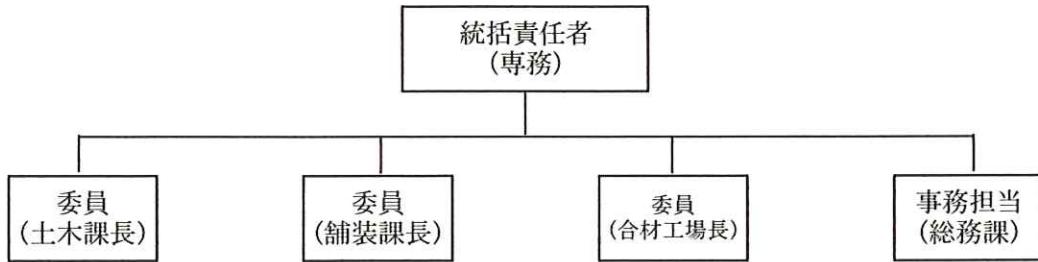 統括責任者
(専務)
委員
(土木課長)
委員
(舗装課長)
委員
(合材工場長)
事務担当
(総務課)